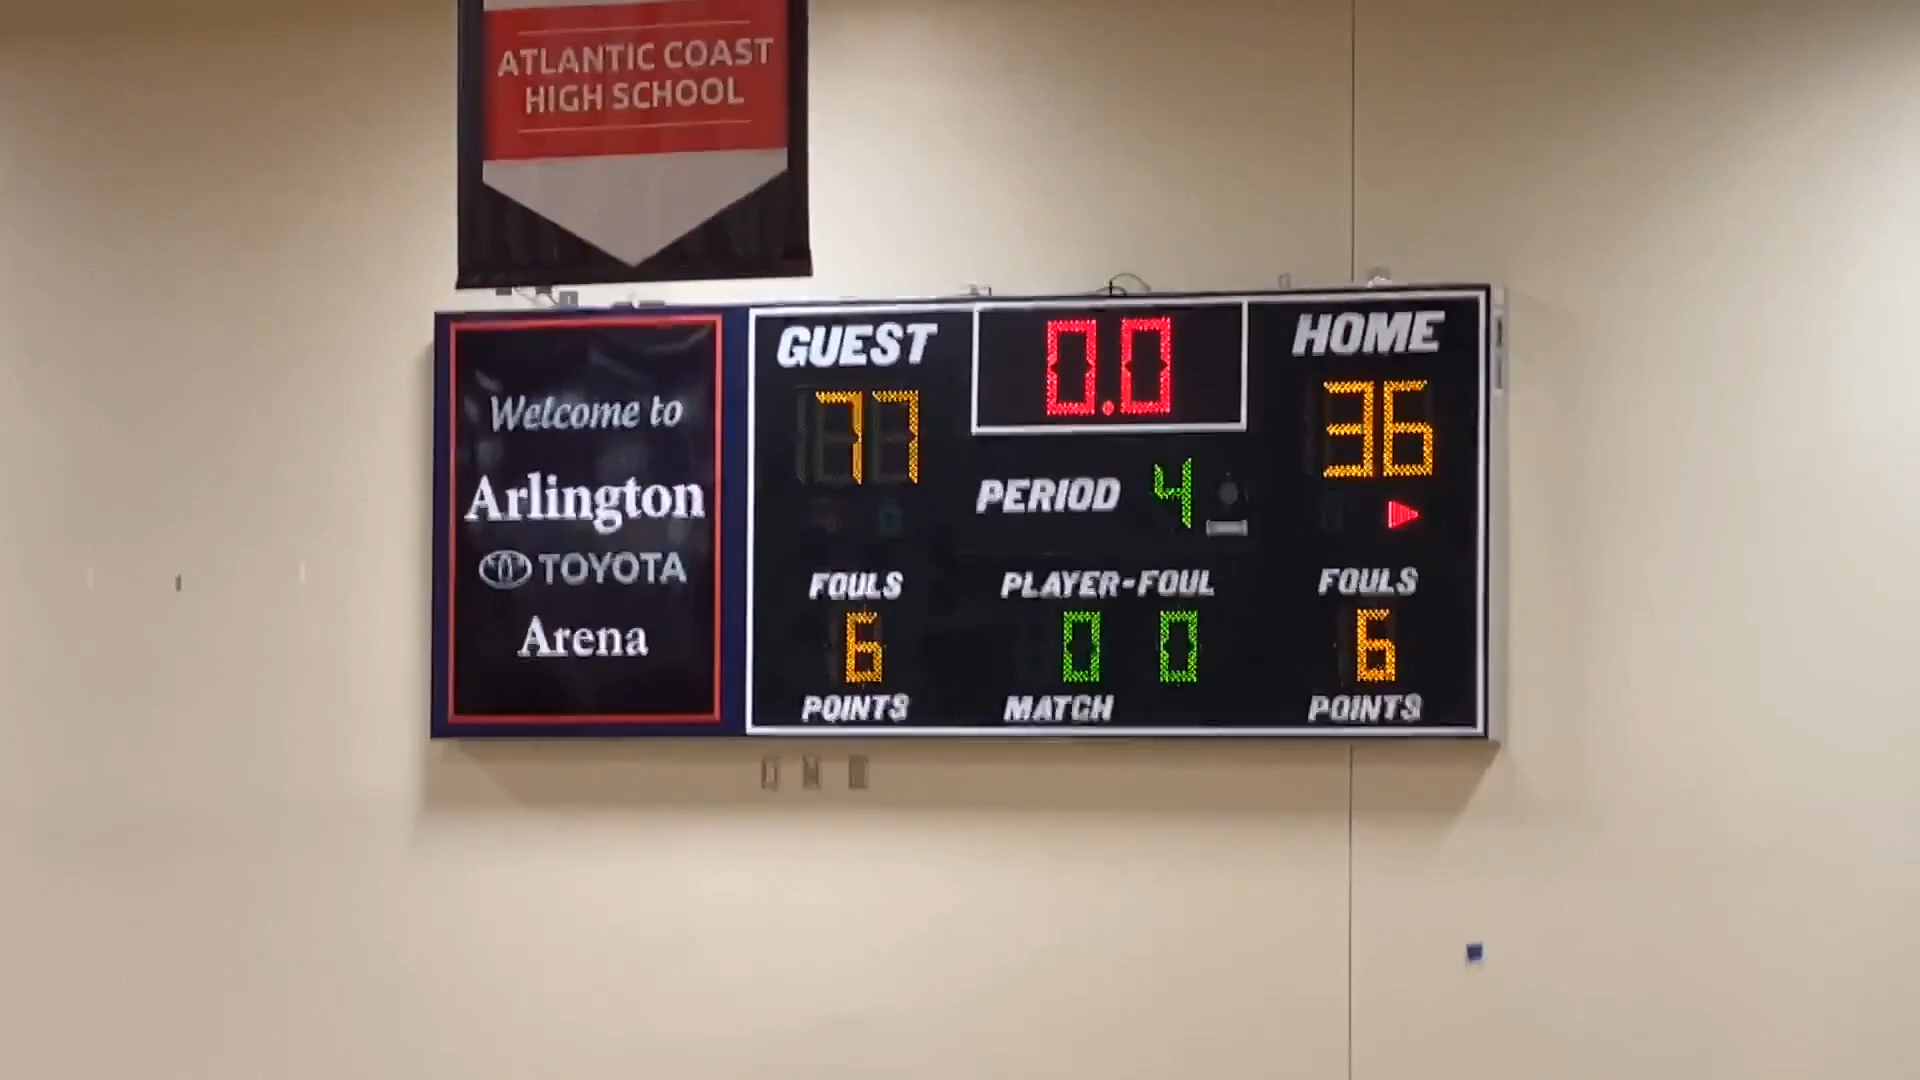 ATLANTIC COAST
HIGH SCHOOL
Welcome to
Arlington
TOYOTA
Arena
GUEST
0.0
HOME
77
36
PERIOD 4
FOULS
PLAYER-FOUL
FOULS
6
0 0
6
POINTS
MATCH
POINTS